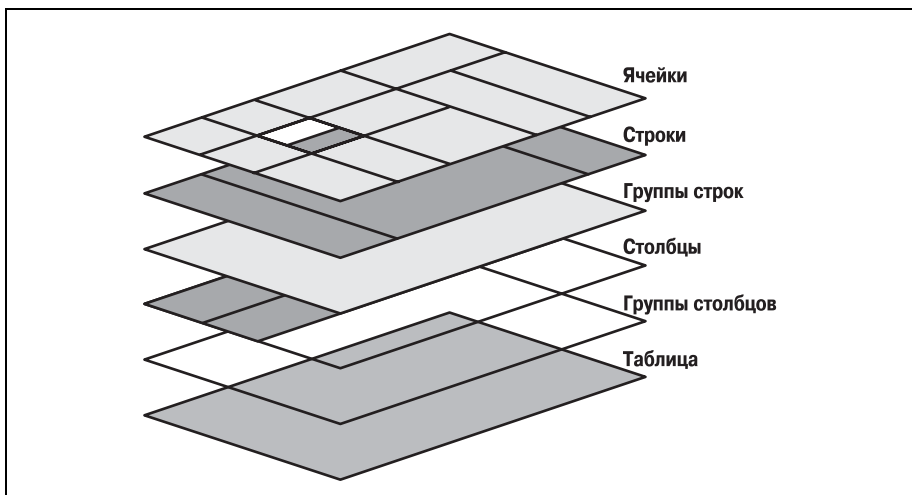 Ячейки
Строки
Группы строк
Столбцы
Группы столбцов
Таблица